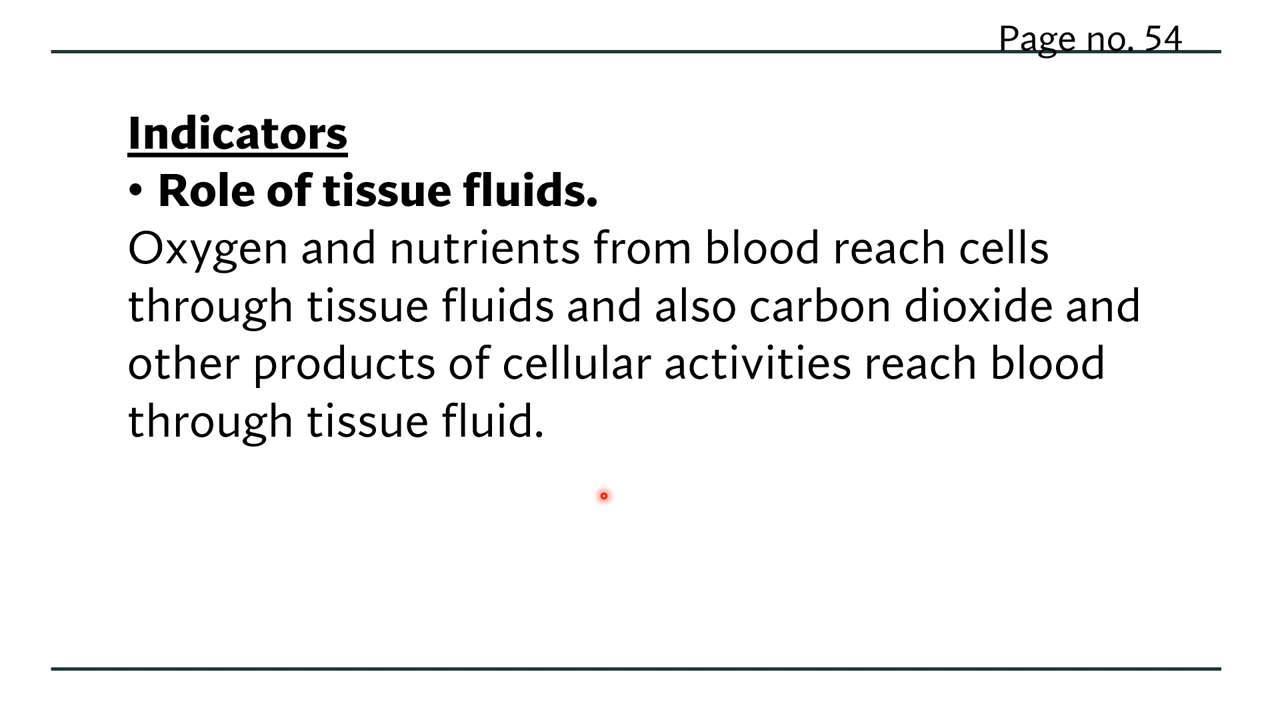 Page no. 54
Indicators
• Role of tissue fluids.
Oxygen and nutrients from blood reach cells
through tissue fluids and also carbon dioxide and
other products of cellular activities reach blood
through tissue fluid.